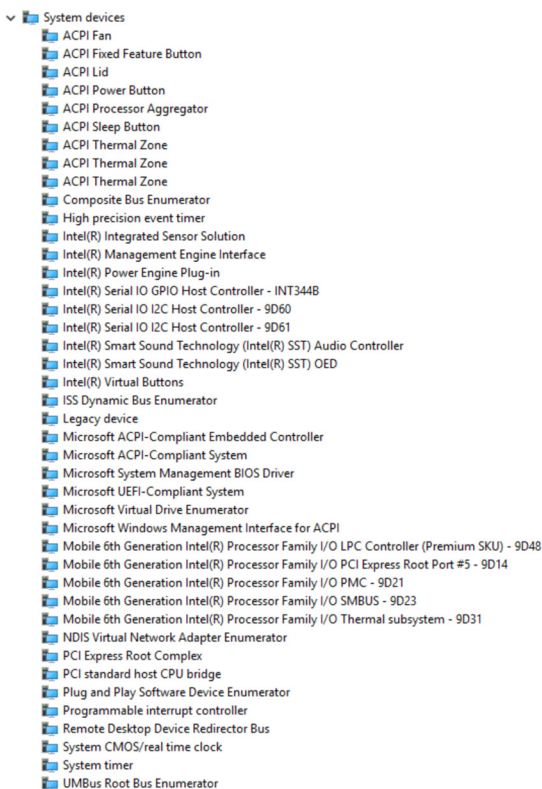 System devices
ACPI Fan
ACPI Fixed Feature Button
ACPI Lid
ACPI Power Button
ACPI Processor Aggregator
ACPI Sleep Button
ACPI Thermal Zone
ACPI Thermal Zone
ACPI Thermal Zone
Composite Bus Enumerator
High precision event timer
Intel(R) Integrated Sensor Solution
Intel(R) Management Engine Interface
Intel(R) Power Engine Plug-in
Intel(R) Serial IO GPIO Host Controller - INT344B
Intel(R) Serial IO I2C Host Controller - 9D60
Intel(R) Serial IO I2C Host Controller - 9D61
Intel(R) Smart Sound Technology (Intel(R) SST) Audio Controller
Intel(R) Smart Sound Technology (Intel(R) SST) OED
Intel(R) Virtual Buttons
ISS Dynamic Bus Enumerator
Legacy device
Microsoft ACPI-Compliant Embedded Controller
Microsoft ACPI-Compliant System
Microsoft System Management BIOS Driver
Microsoft UEFI-Compliant System
Microsoft Virtual Drive Enumerator
Microsoft Windows Management Interface for ACPI
Mobile 6th Generation Intel(R) Processor Family I/O LPC Controller (Premium SKU) - 9D48
Mobile 6th Generation Intel(R) Processor Family I/O PCI Express Root Port #5 - 9D14
Mobile 6th Generation Intel(R) Processor Family I/O PMC - 9D21
Mobile 6th Generation Intel(R) Processor Family I/O SMBUS - 9D23
Mobile 6th Generation Intel(R) Processor Family I/O Thermal subsystem - 9D31
NDIS Virtual Network Adapter Enumerator
PCI Express Root Complex
PCI standard host CPU bridge
Plug and Play Software Device Enumerator
Programmable interrupt controller
Remote Desktop Device Redirector Bus
System CMOS/real time clock
System timer
UMBus Root Bus Enumerator